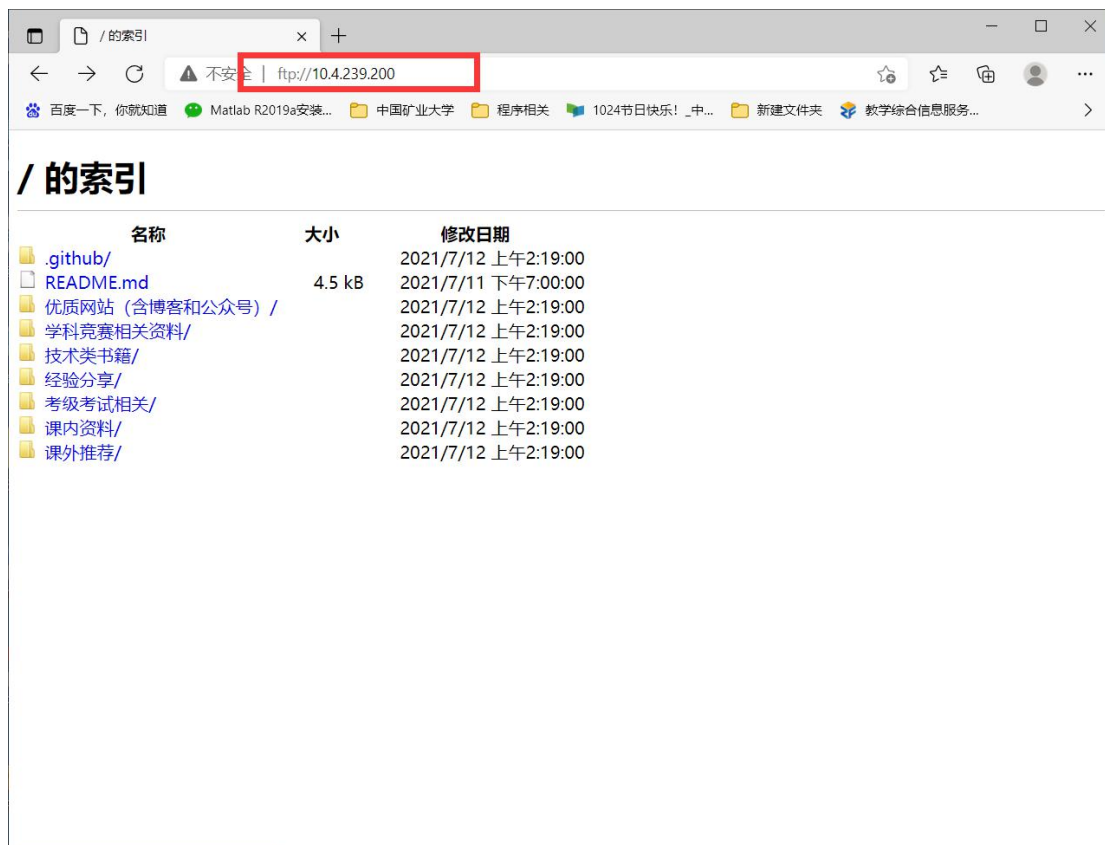 / 的索引
不安全 | ftp://10.4.239.200
百度一下，你就知道 Matlab R2019a安装... 中国矿业大学 程序相关 1024节日快乐！_中... 新建文件夹 教学综合信息服务...
/ 的索引
名称 大小 修改日期
.github/ 2021/7/12 上午2:19:00
README.md 4.5 kB 2021/7/11 下午7:00:00
优质网站（含博客和公众号）/ 2021/7/12 上午2:19:00
学科竞赛相关资料/ 2021/7/12 上午2:19:00
技术类书籍/ 2021/7/12 上午2:19:00
经验分享/ 2021/7/12 上午2:19:00
考级考试相关/ 2021/7/12 上午2:19:00
课内资料/ 2021/7/12 上午2:19:00
课外推荐/ 2021/7/12 上午2:19:00